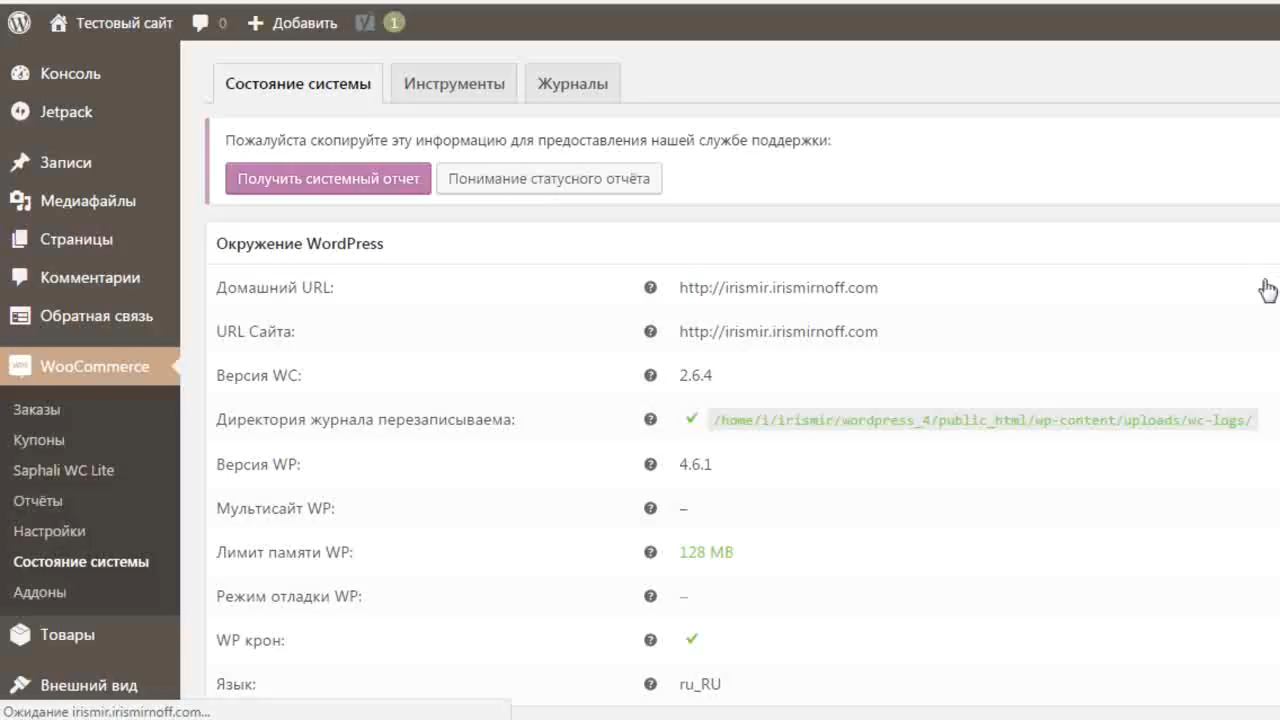 Тестовый сайт 0 Добавить 1
Консоль
Jetpack
Записи
Медиафайлы
Страницы
Комментарии
Обратная связь
WooCommerce
Заказы
Купоны
Saphali WC Lite
Отчёты
Настройки
Состояние системы
Аддоны
Товары
Внешний вид
Состояние системы Инструменты Журналы
Пожалуйста скопируйте эту информацию для предоставления нашей службе поддержки:
Получить системный отчет Понимание статусного отчёта
Окружение WordPress
Домашний URL: http://irismir.irismirnoff.com
URL Сайта: http://irismir.irismirnoff.com
Версия WC: 2.6.4
Директория журнала перезаписываема: /home/i/irismir/wordpress_4/public_html/wp-content/uploads/wc-logs/
Версия WP: 4.6.1
Мультисайт WP: –
Лимит памяти WP: 128 MB
Режим отладки WP: –
WP крон:
Язык: ru_RU
Ожидание irismir.irismirnoff.com...